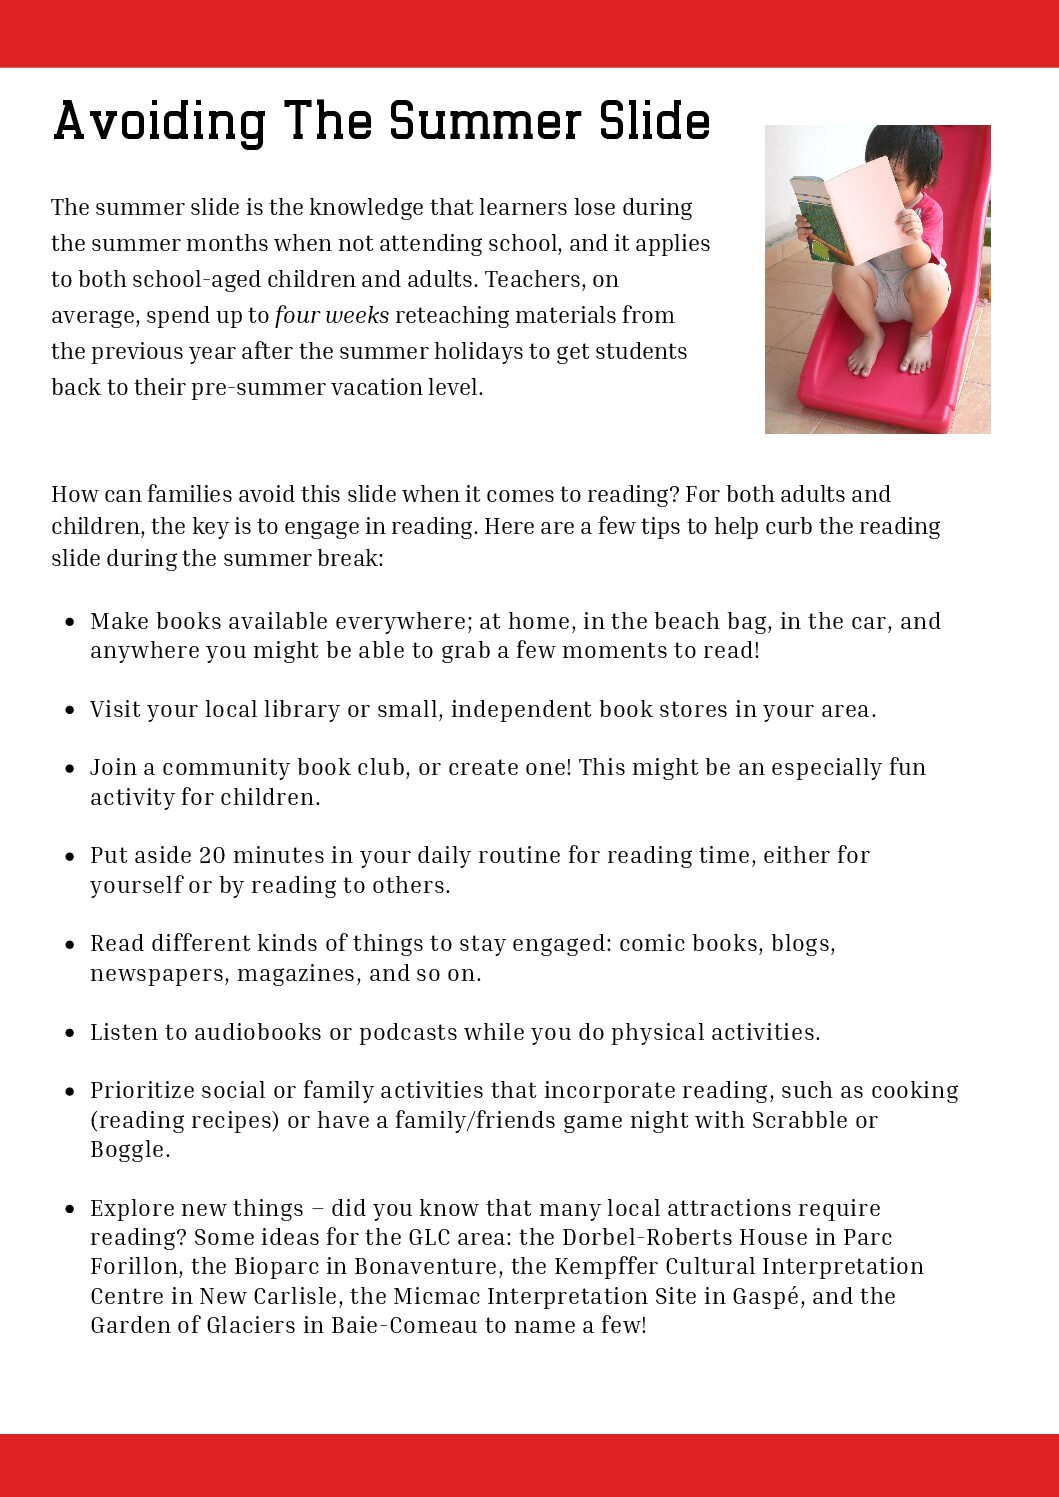 Avoiding The Summer Slide
The summer slide is the knowledge that learners lose during
the summer months when not attending school, and it applies
to both school-aged children and adults. Teachers, on
average, spend up to four weeks reteaching materials from
the previous year after the summer holidays to get students
back to their pre-summer vacation level.
How can families avoid this slide when it comes to reading? For both adults and
children, the key is to engage in reading. Here are a few tips to help curb the reading
slide during the summer break:
• Make books available everywhere; at home, in the beach bag, in the car, and
anywhere you might be able to grab a few moments to read!
• Visit your local library or small, independent book stores in your area.
• Join a community book club, or create one! This might be an especially fun
activity for children.
• Put aside 20 minutes in your daily routine for reading time, either for
yourself or by reading to others.
• Read different kinds of things to stay engaged: comic books, blogs,
newspapers, magazines, and so on.
• Listen to audiobooks or podcasts while you do physical activities.
• Prioritize social or family activities that incorporate reading, such as cooking
(reading recipes) or have a family/friends game night with Scrabble or
Boggle.
• Explore new things – did you know that many local attractions require
reading? Some ideas for the GLC area: the Dorbel-Roberts House in Parc
Forillon, the Bioparc in Bonaventure, the Kempffer Cultural Interpretation
Centre in New Carlisle, the Micmac Interpretation Site in Gaspé, and the
Garden of Glaciers in Baie-Comeau to name a few!